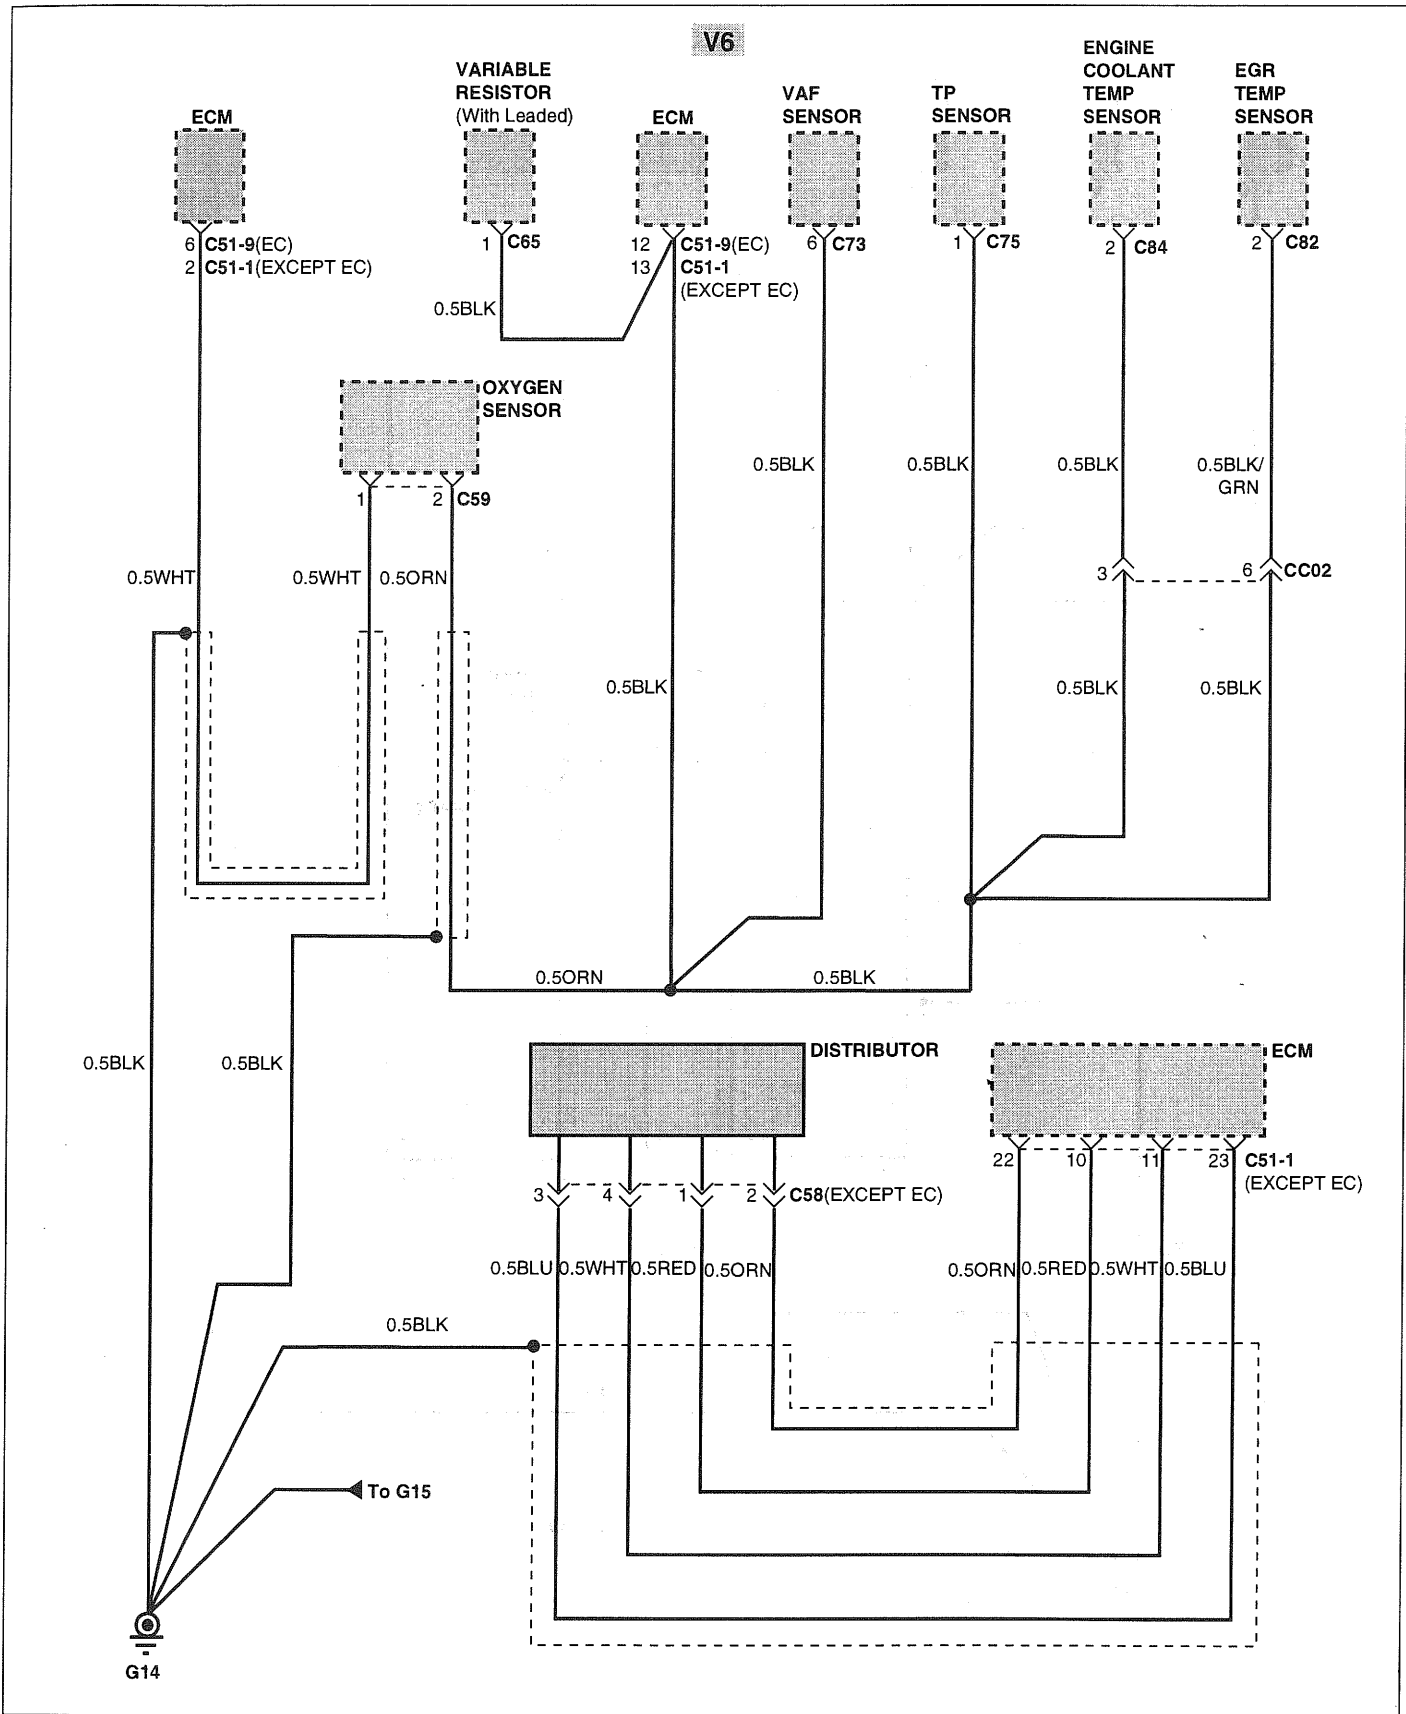 V6
ECM
VARIABLE
RESISTOR
(With Leaded)
ECM
VAF
SENSOR
TP
SENSOR
ENGINE
COOLANT
TEMP
SENSOR
EGR
TEMP
SENSOR
6 C51-9(EC)
2 C51-1(EXCEPT EC)
1 C65
12 C51-9(EC)
13 C51-1
(EXCEPT EC)
6 C73
1 C75
2 C84
2 C82
0.5BLK
OXYGEN
SENSOR
1 2 C59
0.5BLK
0.5BLK
0.5BLK
0.5BLK/
GRN
0.5WHT
0.5WHT
0.5ORN
3 6 CC02
0.5BLK
0.5BLK
0.5BLK
0.5ORN
0.5BLK
0.5BLK
0.5BLK
DISTRIBUTOR
ECM
3 4 1 2 C58(EXCEPT EC)
22 10 11 23 C51-1
(EXCEPT EC)
0.5BLU 0.5WHT 0.5RED 0.5ORN
0.5ORN 0.5RED 0.5WHT 0.5BLU
0.5BLK
To G15
G14